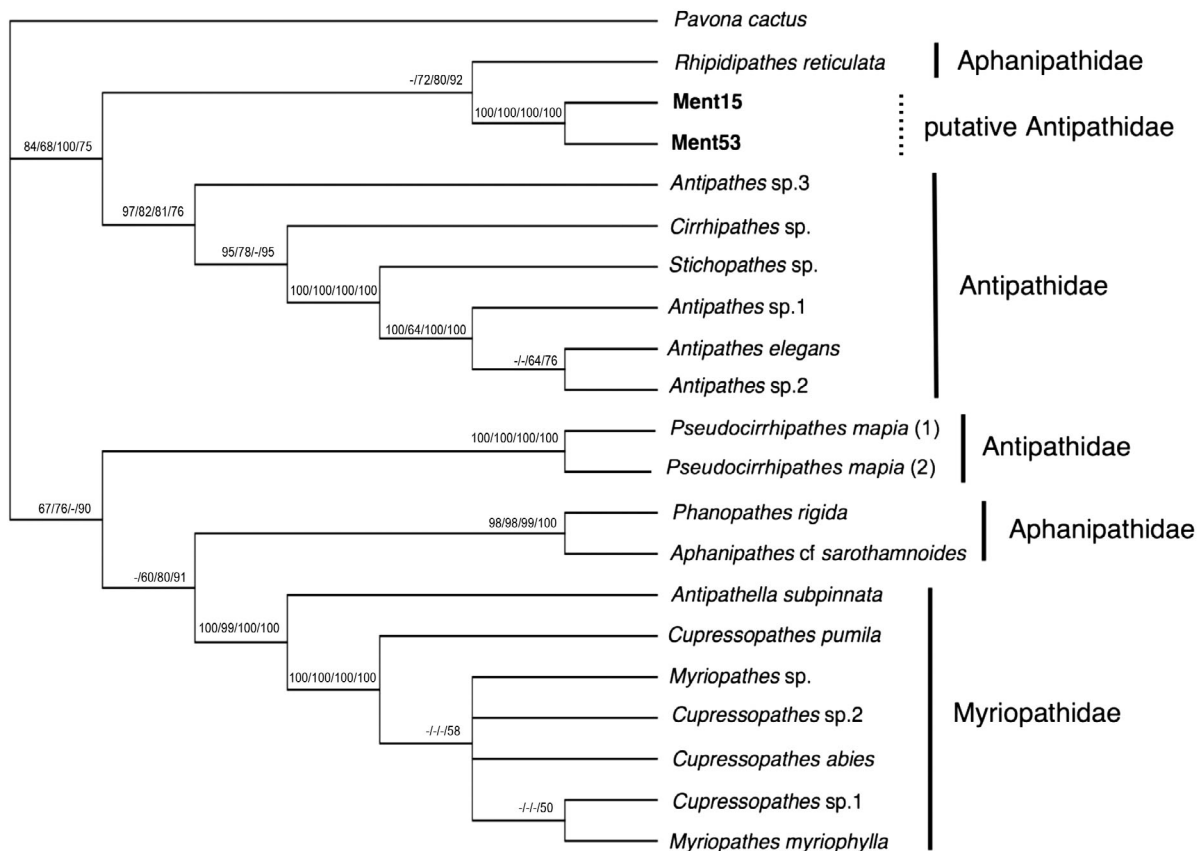 Pavona cactus
Rhipidipathes reticulata
Aphanipathidae
-/72/80/92
Ment15
100/100/100/100
putative Antipathidae
Ment53
84/68/100/75
Antipathes sp.3
97/82/81/76
Cirrhipathes sp.
95/78/-/95
Stichopathes sp.
Antipathidae
100/100/100/100
Antipathes sp.1
100/64/100/100
Antipathes elegans
-/-/64/76
Antipathes sp.2
Pseudocirrhipathes mapia (1)
100/100/100/100
Antipathidae
Pseudocirrhipathes mapia (2)
67/76/-/90
Phanopathes rigida
98/98/99/100
Aphanipathidae
Aphanipathes cf sarothamnoides
-/60/80/91
Antipathella subpinnata
100/99/100/100
Cupressopathes pumila
100/100/100/100
Myriopathes sp.
Myriopathidae
Cupressopathes sp.2
-/-/-/58
Cupressopathes abies
Cupressopathes sp.1
-/-/-/50
Myriopathes myriophylla